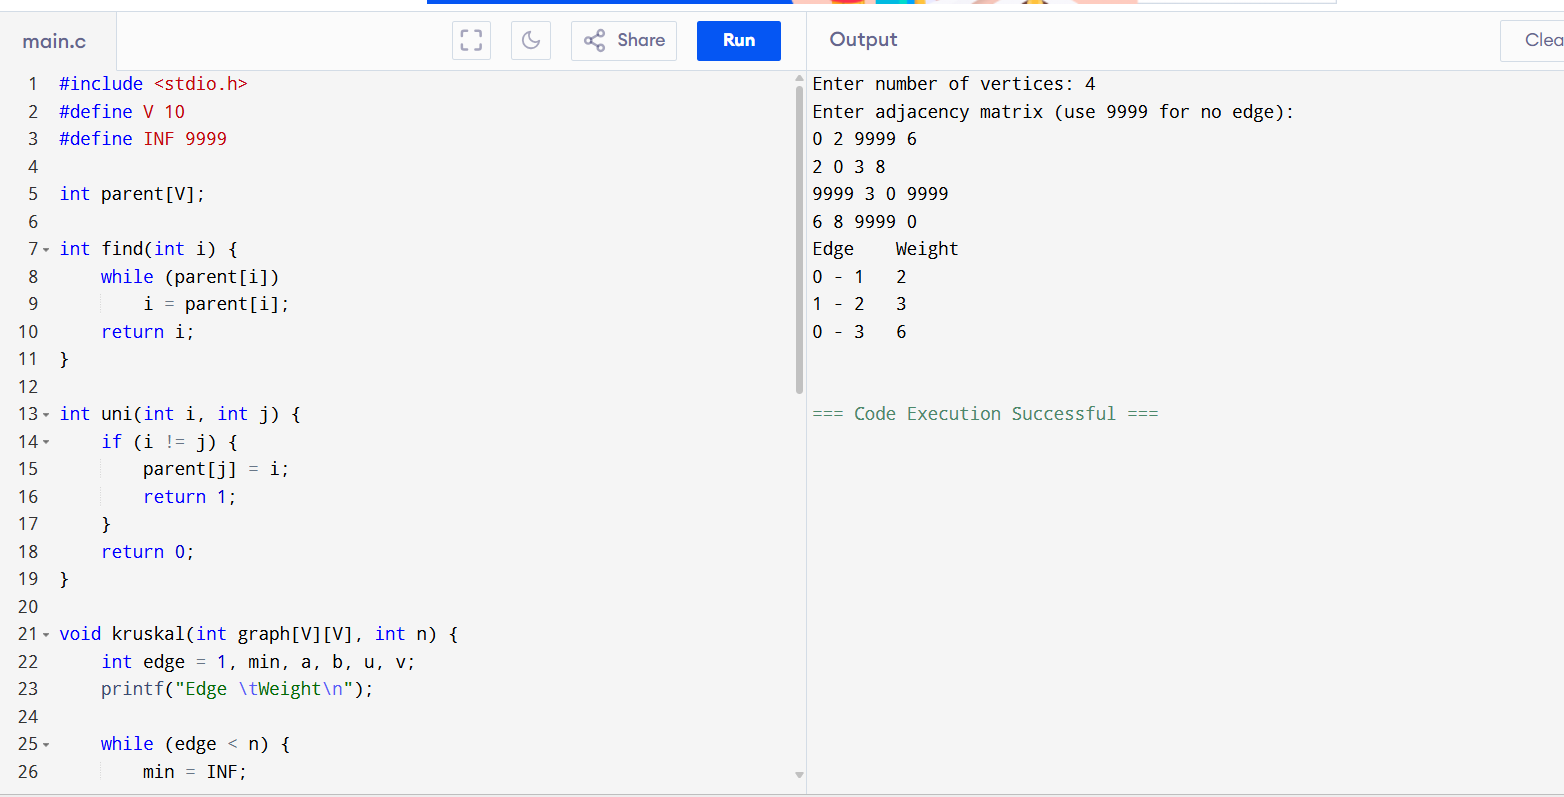 main.c
Share
Run
Output
Clea
1 #include <stdio.h>
2 #define V 10
3 #define INF 9999
4
5 int parent[V];
6
7 int find(int i) {
8     while (parent[i])
9         i = parent[i];
10     return i;
11 }
12
13 int uni(int i, int j) {
14     if (i != j) {
15         parent[j] = i;
16         return 1;
17     }
18     return 0;
19 }
20
21 void kruskal(int graph[V][V], int n) {
22     int edge = 1, min, a, b, u, v;
23     printf("Edge \tWeight\n");
24
25     while (edge < n) {
26         min = INF;
Enter number of vertices: 4
Enter adjacency matrix (use 9999 for no edge):
0 2 9999 6
2 0 3 8
9999 3 0 9999
6 8 9999 0
Edge    Weight
0 - 1   2
1 - 2   3
0 - 3   6
=== Code Execution Successful ===